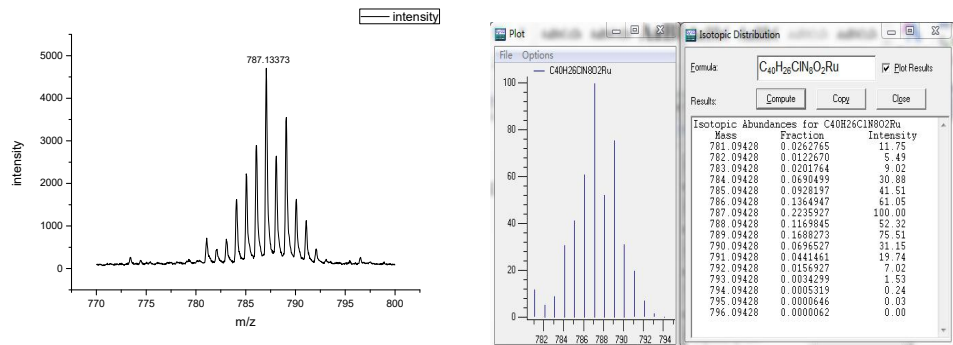 intensity
787.13373
5000
4000
3000
2000
1000
0
intensity
770 775 780 785 790 795 800
m/z
Plot
File Options
C40H26ClN8O2Ru
100
80
60
40
20
0
782 784 786 788 790 792 794
Isotopic Distribution
Formula: C₄₀H₂₆ClN₈O₂Ru Plot Results
Results: Compute Copy Close
Isotopic Abundances for C40H26ClN8O2Ru
Mass Fraction Intensity
781.09428 0.0262765 11.75
782.09428 0.0122670 5.49
783.09428 0.0201764 9.02
784.09428 0.0690499 30.88
785.09428 0.0928197 41.51
786.09428 0.1364947 61.05
787.09428 0.2235927 100.00
788.09428 0.1169845 52.32
789.09428 0.1688273 75.51
790.09428 0.0696527 31.15
791.09428 0.0441461 19.74
792.09428 0.0156927 7.02
793.09428 0.0034299 1.53
794.09428 0.0005319 0.24
795.09428 0.0000646 0.03
796.09428 0.0000062 0.00